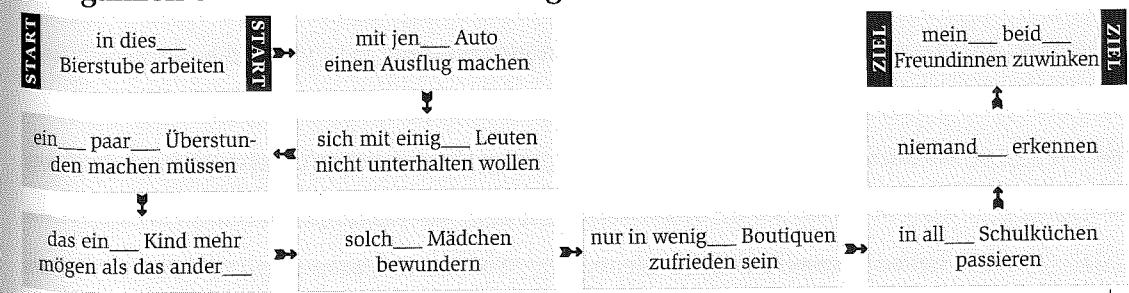 START
in dies___
Bierstube arbeiten
START
mit jen___ Auto
einen Ausflug machen
sich mit einig___ Leuten
nicht unterhalten wollen
ein___ paar___ Überstun-
den machen müssen
das ein___ Kind mehr
mögen als das ander___
solch___ Mädchen
bewundern
nur in wenig___ Boutiquen
zufrieden sein
in all___ Schulküchen
passieren
niemand___ erkennen
ZIEL
mein___ beid___
Freundinnen zuwinken
ZIEL